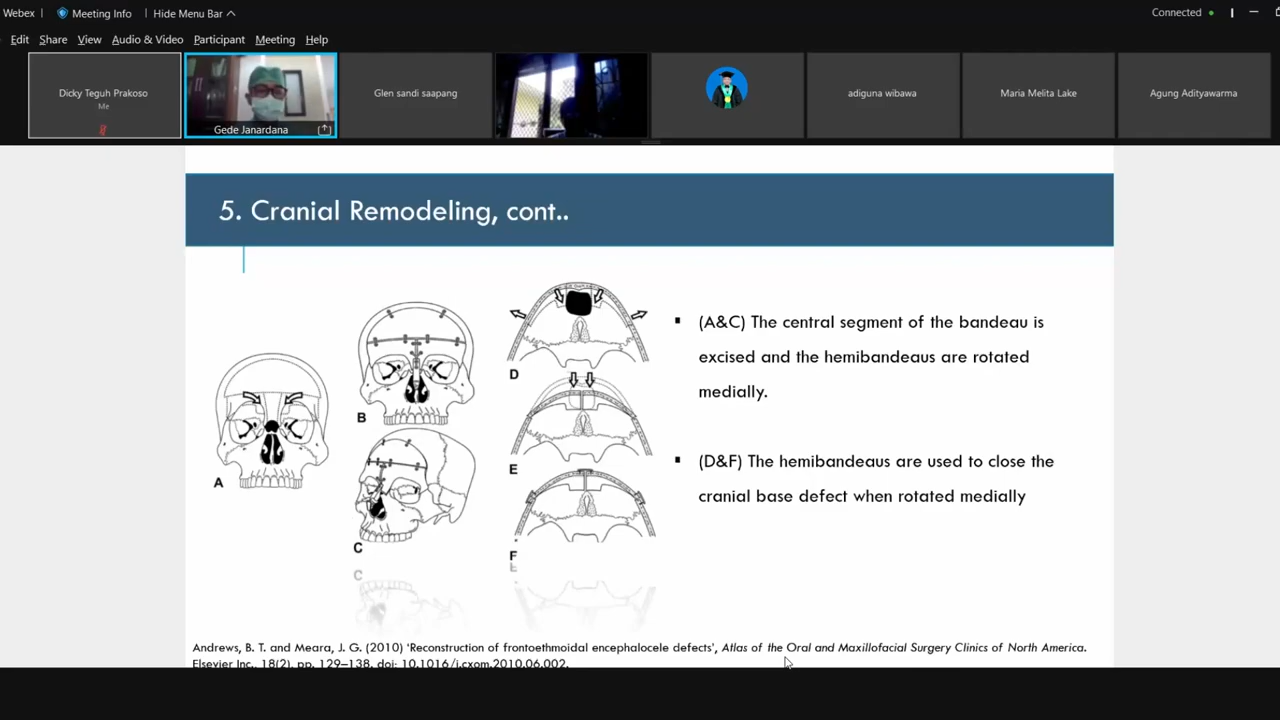 Webex
Meeting Info
Hide Menu Bar
Connected
Edit Share View Audio & Video Participant Meeting Help
Dicky Teguh Prakoso
Me
Gede Janardana
Glen sandi saapang
adiguna wibawa
Maria Melita Lake
Agung Adityawarma
5. Cranial Remodeling, cont..
A
B
C
D
E
F
(A&C) The central segment of the bandeau is
excised and the hemibandeaus are rotated
medially.
(D&F) The hemibandeaus are used to close the
cranial base defect when rotated medially
Andrews, B. T. and Meara, J. G. (2010) 'Reconstruction of frontoethmoidal encephalocele defects', Atlas of the Oral and Maxillofacial Surgery Clinics of North America.
Elsevier Inc., 18(2), pp. 129–138. doi: 10.1016/j.cxom.2010.06.002.